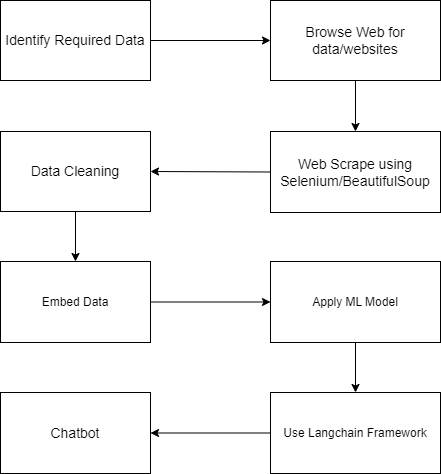 Identify Required Data
Browse Web for
data/websites
Data Cleaning
Web Scrape using
Selenium/BeautifulSoup
Embed Data
Apply ML Model
Chatbot
Use Langchain Framework